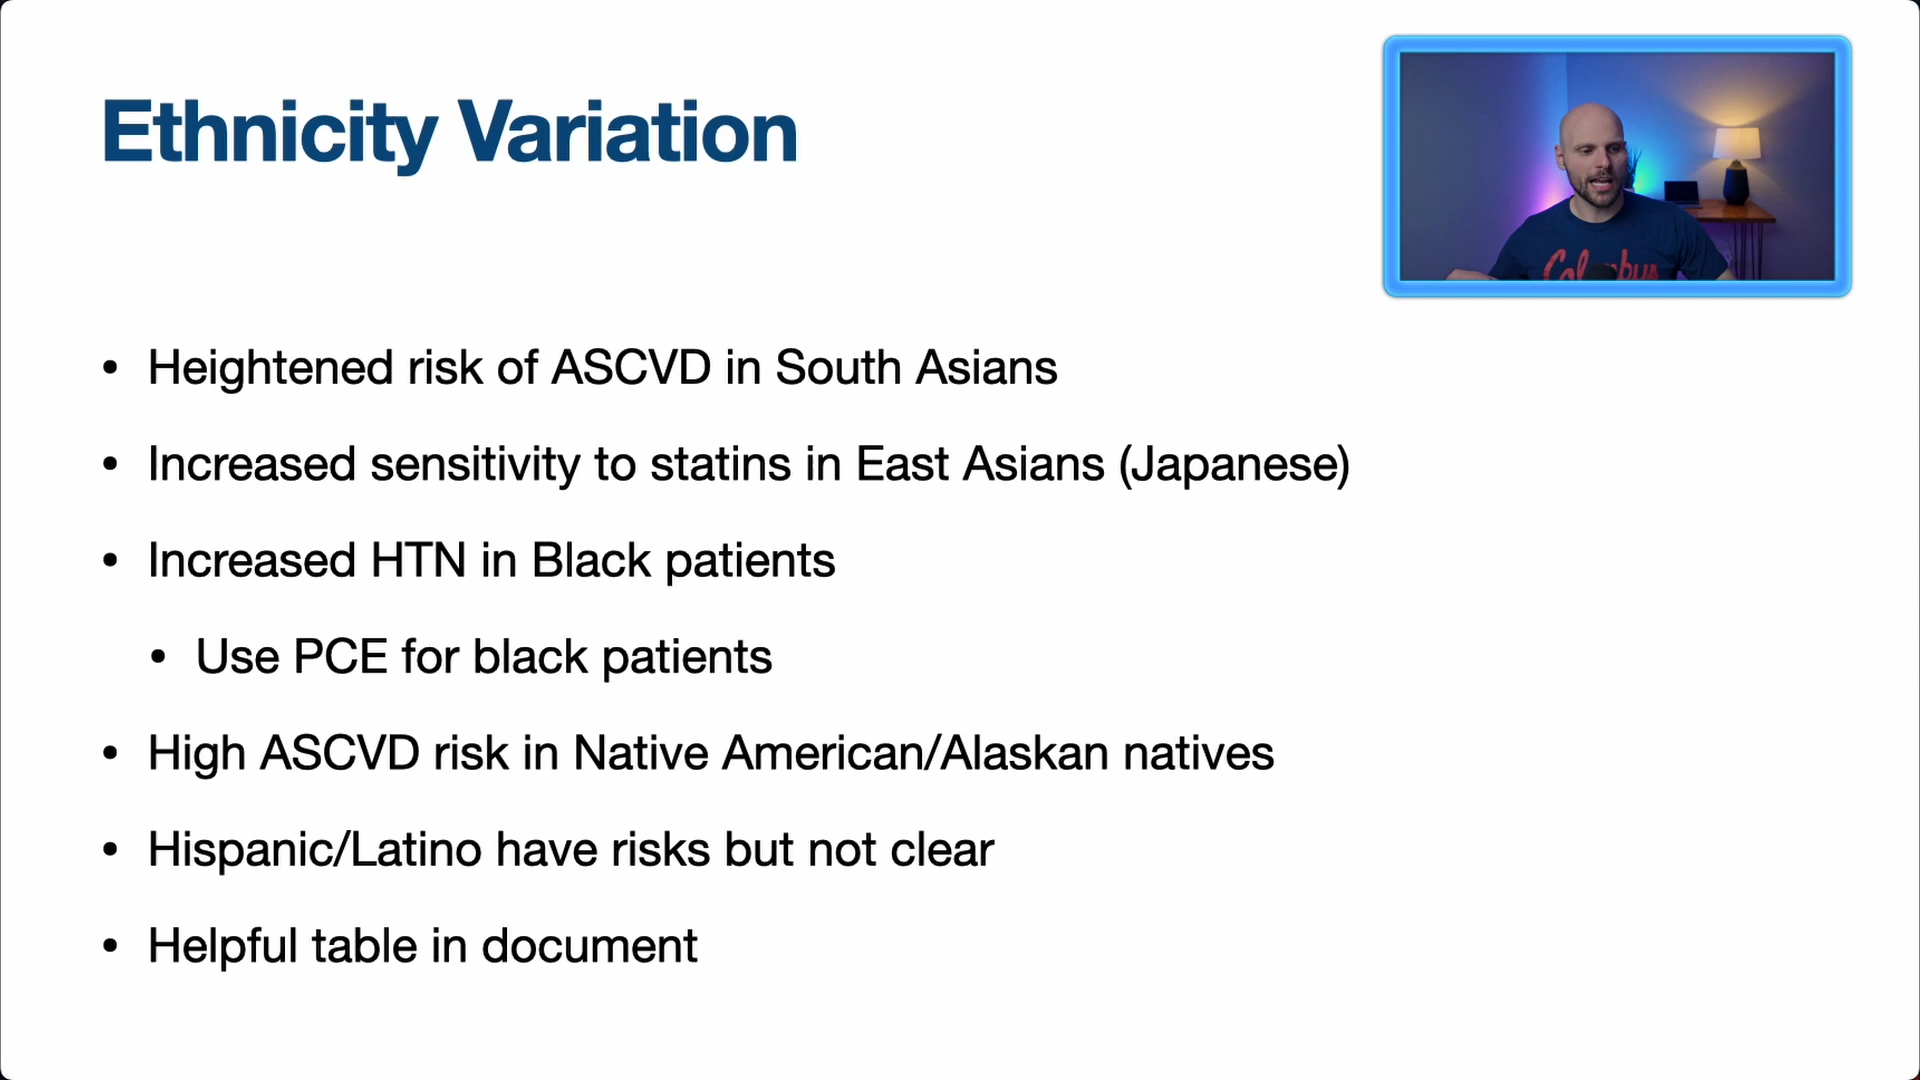 Ethnicity Variation
• Heightened risk of ASCVD in South Asians
• Increased sensitivity to statins in East Asians (Japanese)
• Increased HTN in Black patients
• Use PCE for black patients
• High ASCVD risk in Native American/Alaskan natives
• Hispanic/Latino have risks but not clear
• Helpful table in document